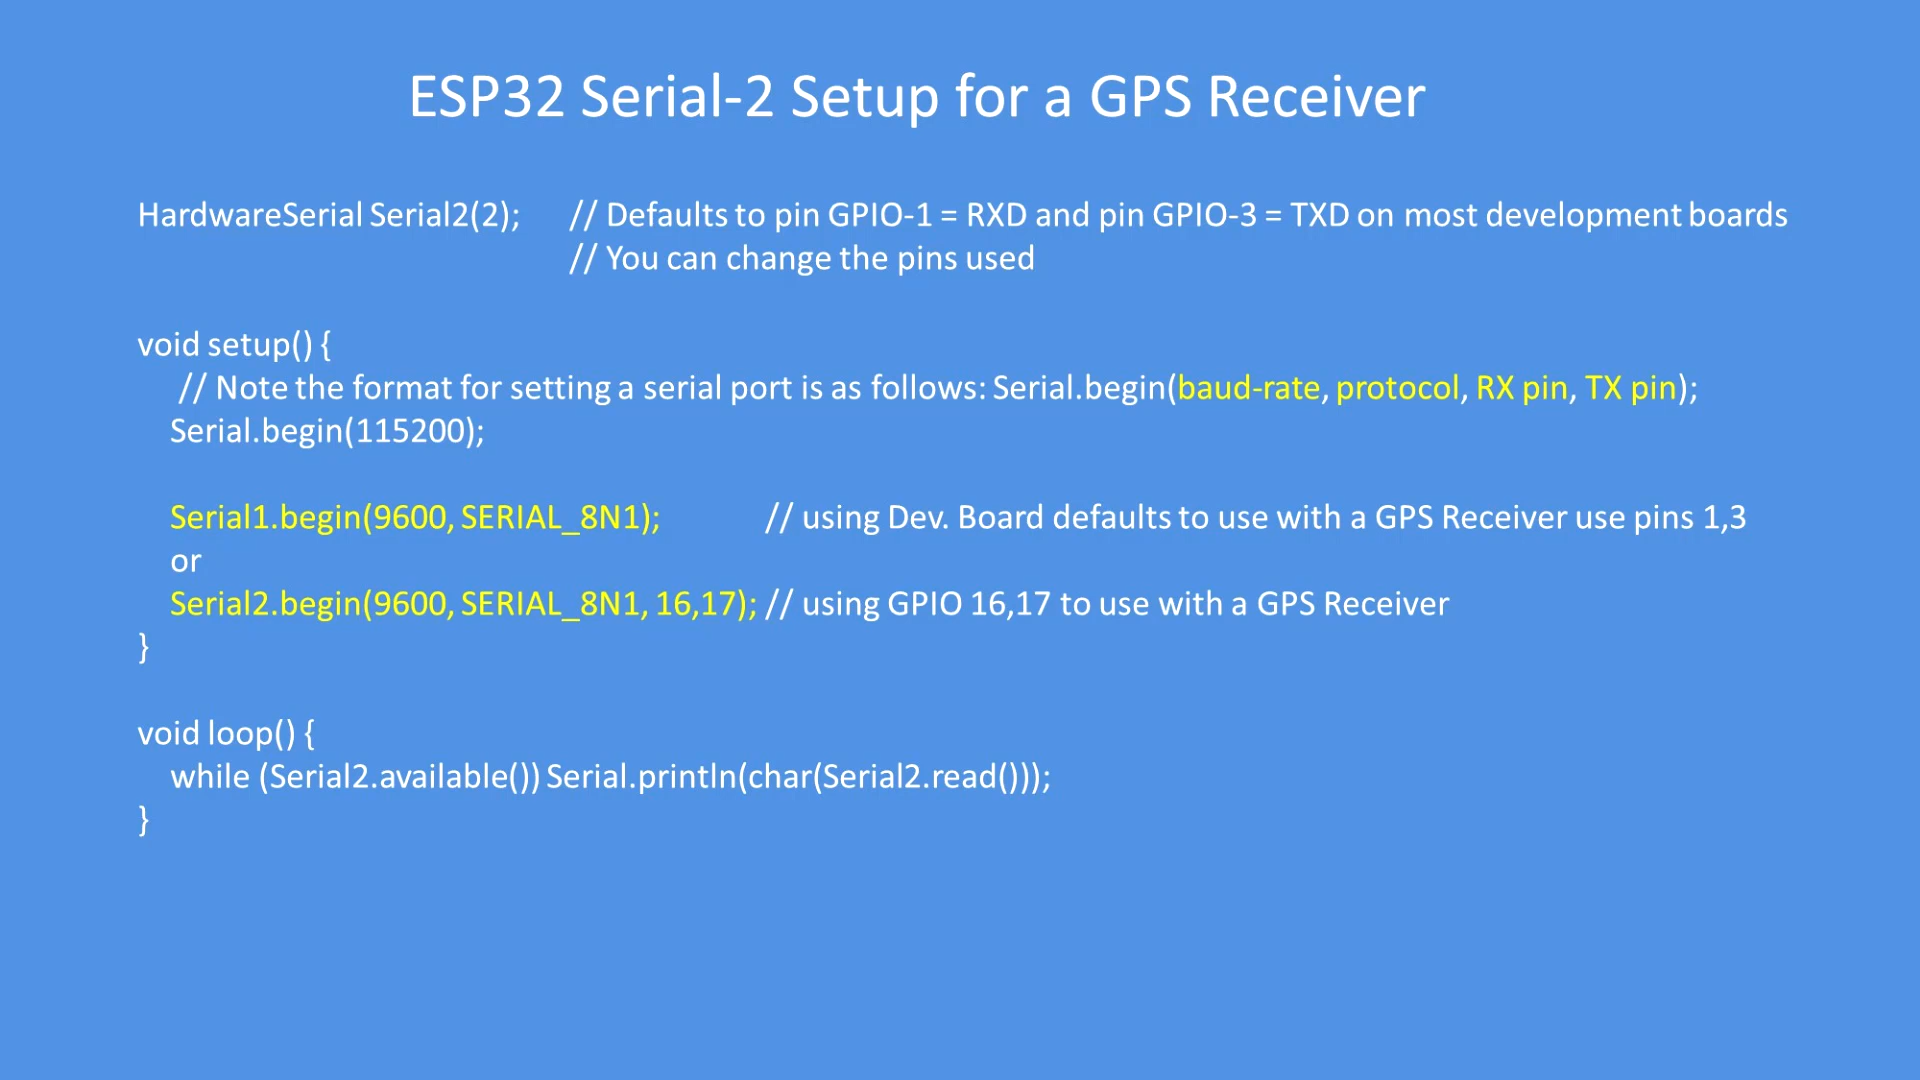 ESP32 Serial-2 Setup for a GPS Receiver
HardwareSerial Serial2(2); // Defaults to pin GPIO-1 = RXD and pin GPIO-3 = TXD on most development boards
// You can change the pins used
void setup() {
// Note the format for setting a serial port is as follows: Serial.begin(baud-rate, protocol, RX pin, TX pin);
Serial.begin(115200);
Serial1.begin(9600, SERIAL_8N1); // using Dev. Board defaults to use with a GPS Receiver use pins 1,3
or
Serial2.begin(9600, SERIAL_8N1, 16,17); // using GPIO 16,17 to use with a GPS Receiver
}
void loop() {
while (Serial2.available()) Serial.println(char(Serial2.read()));
}